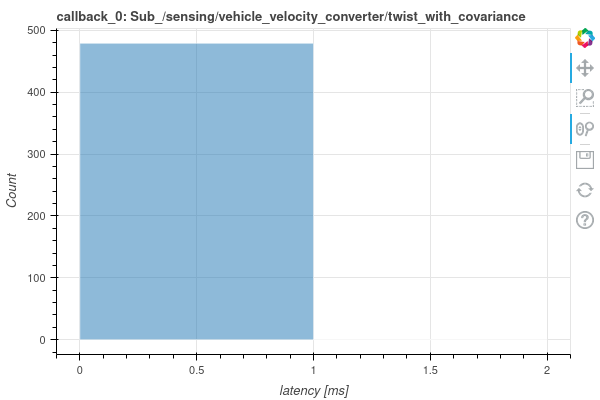 callback_0: Sub_/sensing/vehicle_velocity_converter/twist_with_covariance
500
400
300
200
100
0
Count
0 0.5 1 1.5 2
latency [ms]